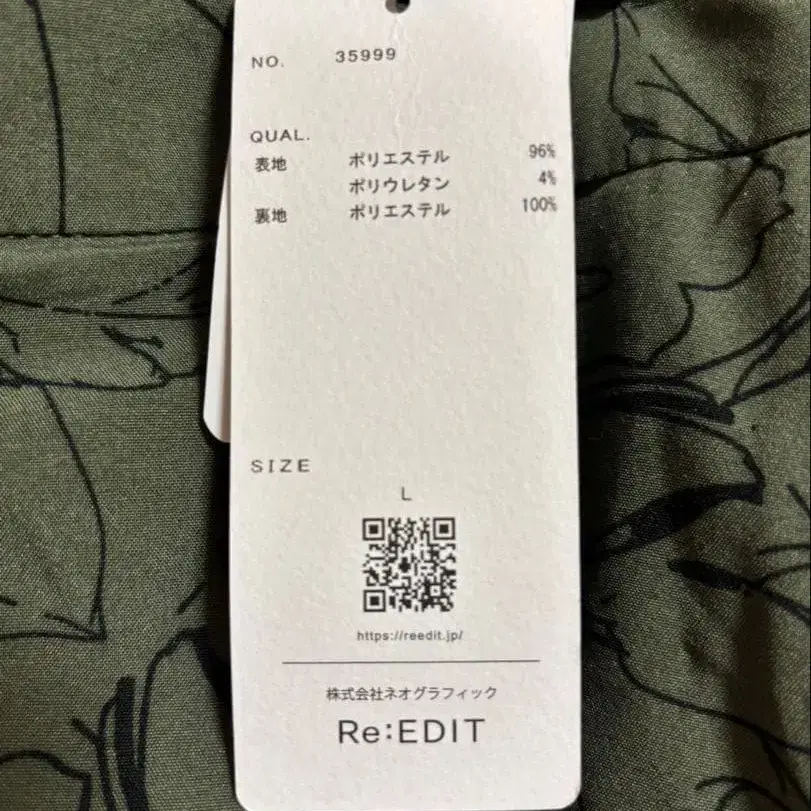 NO. 35999
QUAL.
表地 ポリエステル 96%
ポリウレタン 4%
裏地 ポリエステル 100%
SIZE
L
https://reedit.jp/
株式会社ネオグラフィック
Re:EDIT